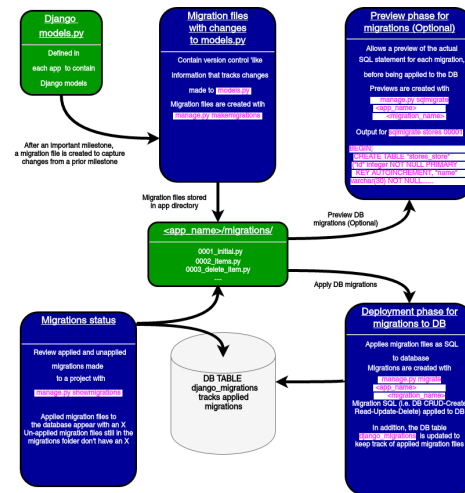 Django
models.py
Defined in
each app to contain
Django models
Migration files
with changes
to models.py
Contain version control 'like
Information that tracks changes
made to models.py
Migration files are created wtih
manage.py makemigrations
Preview phase for
migrations (Optional)
Allows a preview of the actual
SQL statement for each migration,
before being applied to the DB
Previews are created wtih
manage.py sqlmigrate
<app_name>
<migration_name>
Output for sqlmigrate stores 00001
BEGIN;
CREATE TABLE "stores_store"
("id" integer NOT NULL PRIMARY
KEY AUTOINCREMENT, "name"
varchar(30) NOT NULL......
After an important milestone,
a migration file is created to capture
changes from a prior milestone
Migration files stored
in app directory
<app_name>/migrations/
0001_initial.py
0002_items.py
0003_delete_item.py
....
Preview DB
migrations (Optional)
Apply DB migrations
Migrations status
Review applied and unapplied
migrations made
to a project with
manage.py showmigrations
Applied migration files to
the database appear with an X
Un-applied migration files still in the
migrations folder don't have an X
DB TABLE
django_migrations
tracks applied
migrations
Deployment phase for
migrations to DB
Applies migration files as SQL
to database
Migrations are created with
manage.py migrate
<app_name>
<migration_name>
Migration SQL (i.e. DB CRUD-Create
Read-Update-Delete) applied to DB
In addition, the DB table
django_migrations is updated to
keep track of applied migration files